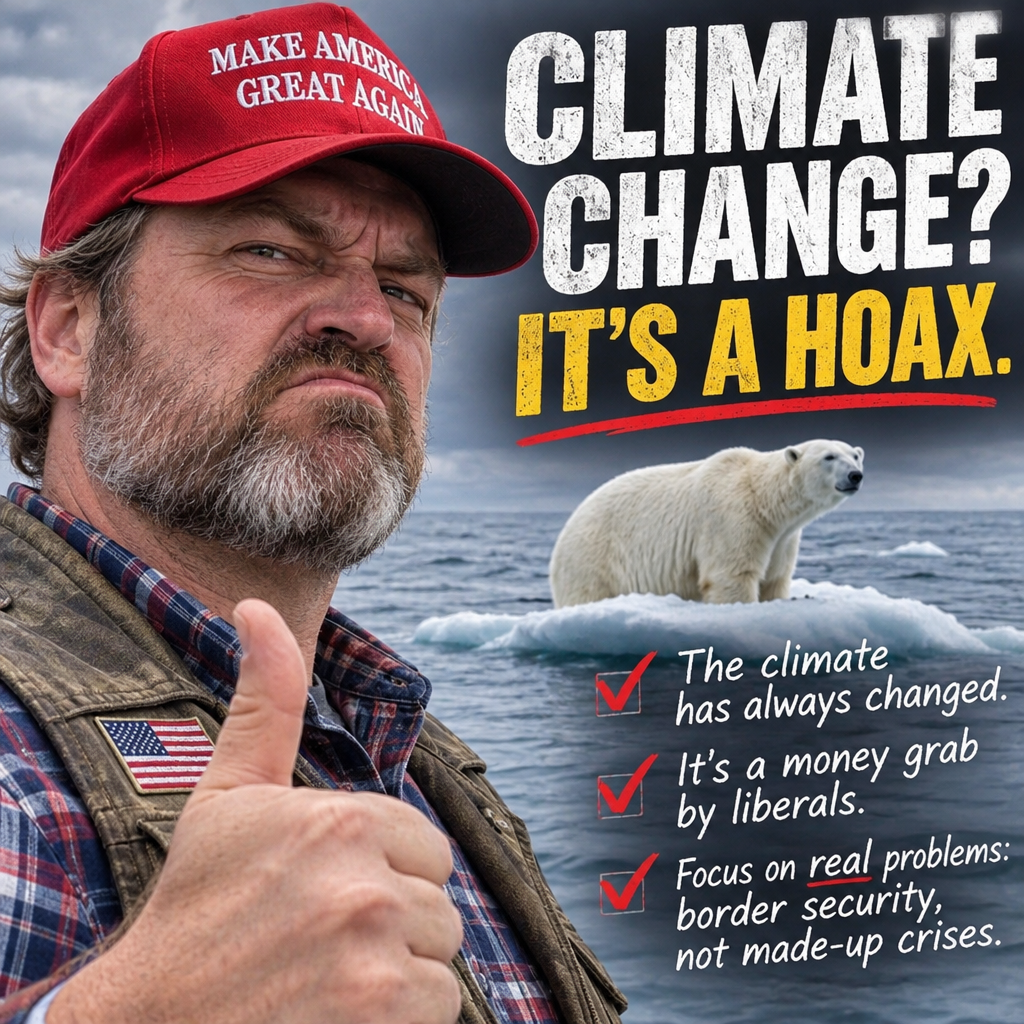 MAKE AMERICA
GREAT AGAIN
CLIMATE
CHANGE?
IT'S A HOAX.
The climate
has always changed.
It's a money grab
by liberals.
Focus on real problems:
border security,
not made-up crises.